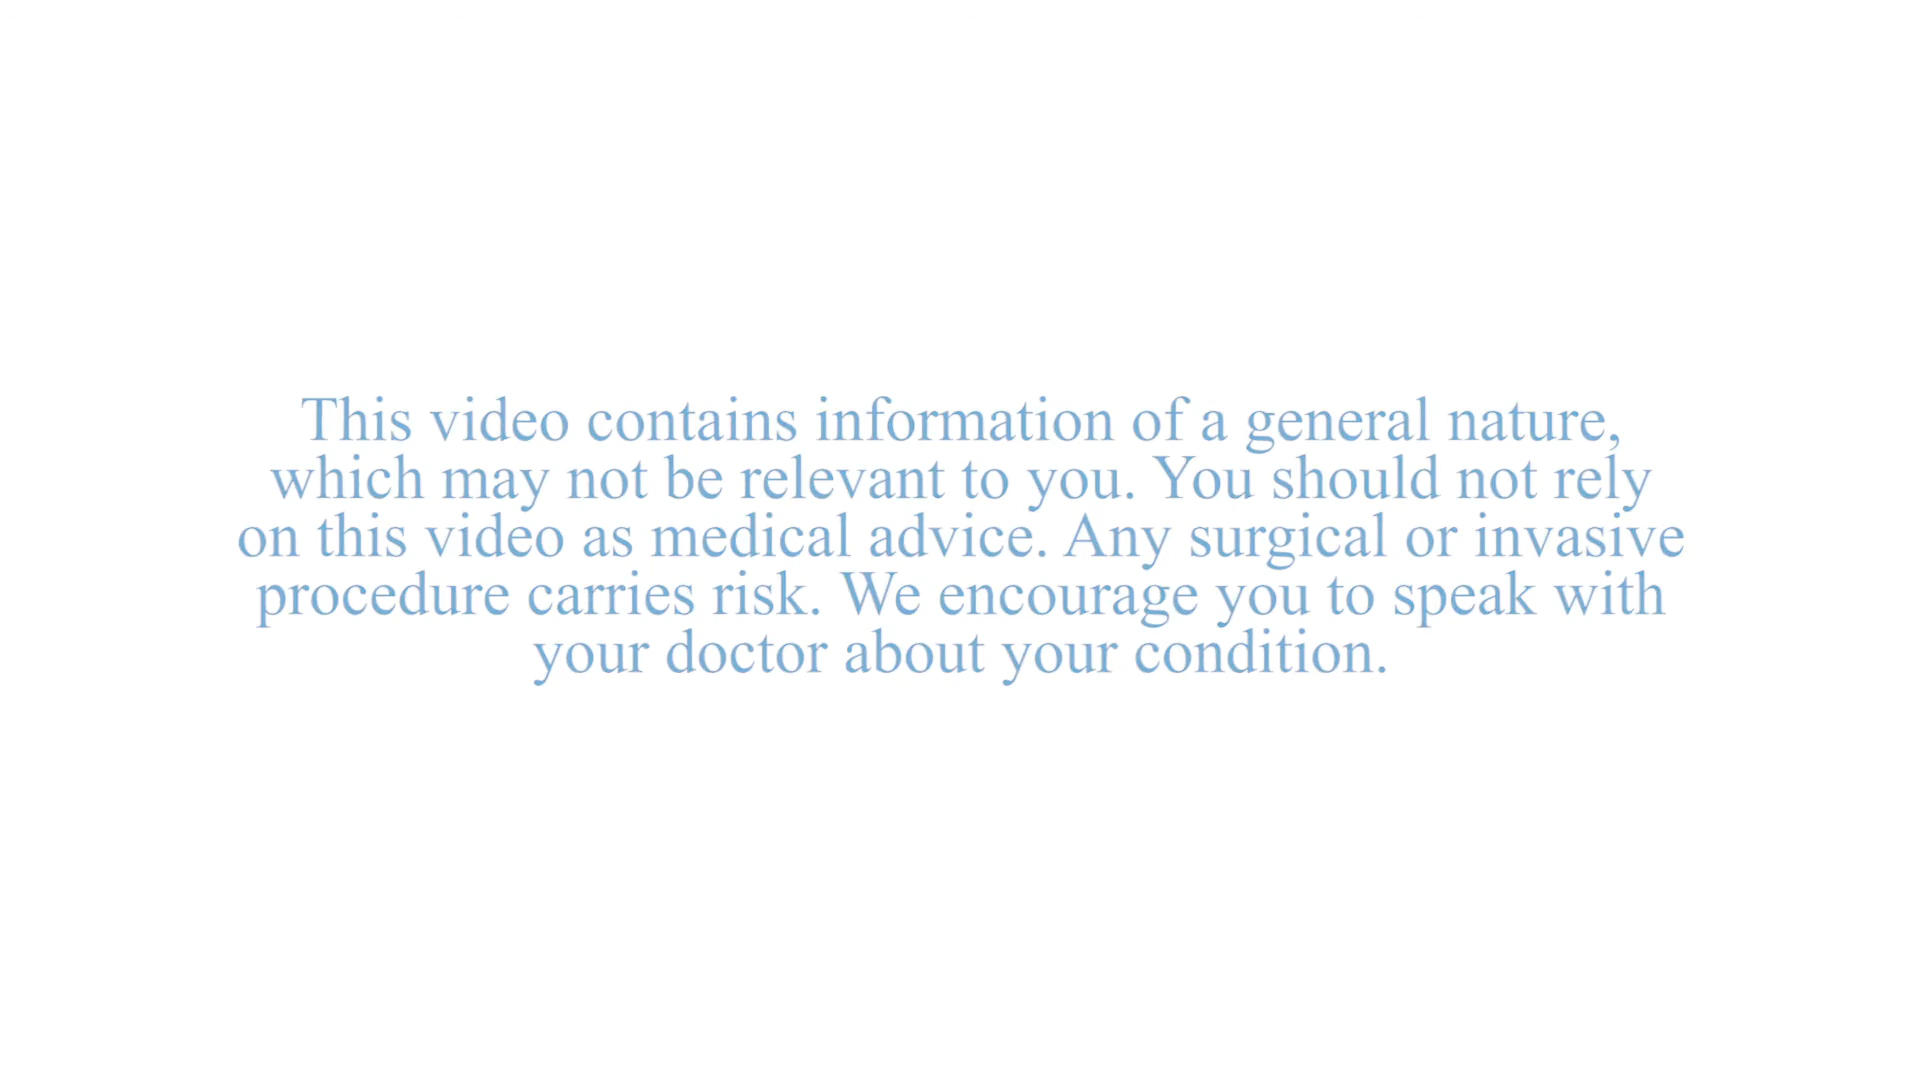 This video contains information of a general nature,
which may not be relevant to you. You should not rely
on this video as medical advice. Any surgical or invasive
procedure carries risk. We encourage you to speak with
your doctor about your condition.